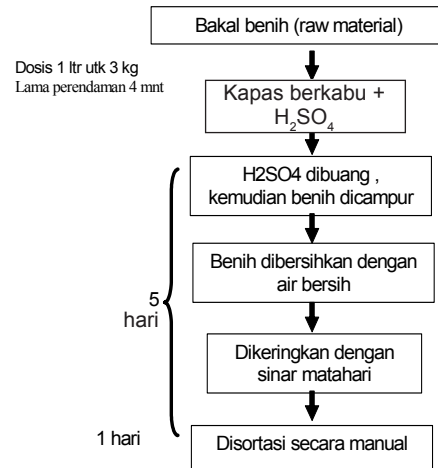 Bakal benih (raw material)
Dosis 1 ltr utk 3 kg
Lama perendaman 4 mnt
Kapas berkabu +
H₂SO₄
H2SO4 dibuang ,
kemudian benih dicampur
Benih dibersihkan dengan
air bersih
5
hari
Dikeringkan dengan
sinar matahari
1 hari
Disortasi secara manual